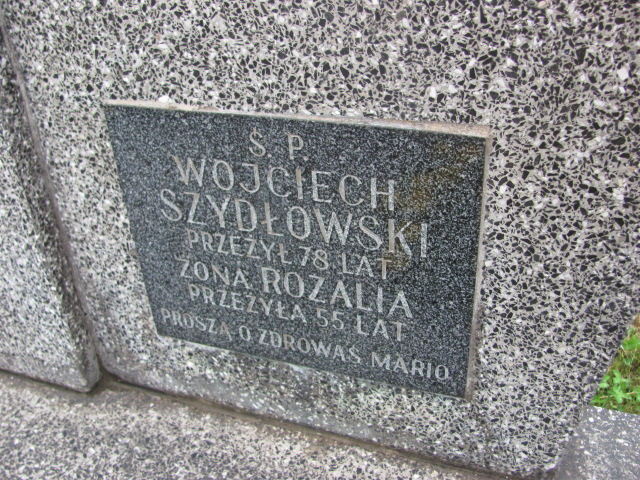 Ś. P.
WOJCIECH
SZYDŁOWSKI
PRZEŻYŁ 78 LAT
ŻONA ROZALIA
PRZEŻYŁA 55 LAT
PROSZĄ O ZDROWAŚ MARIO